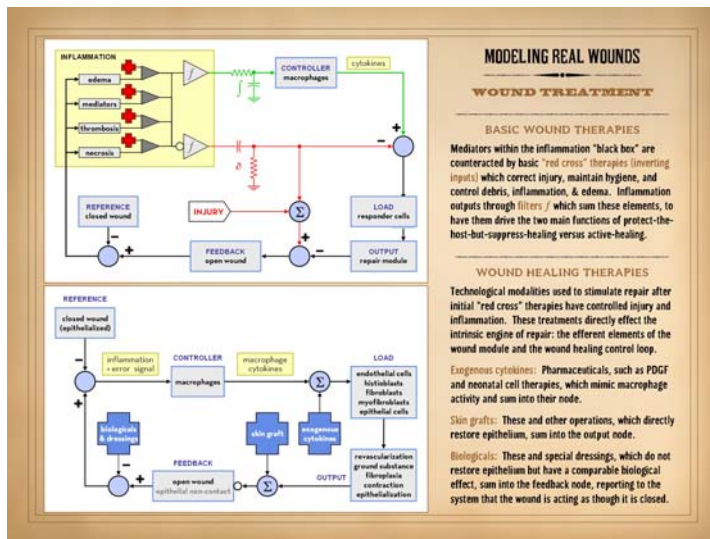 INFLAMMATION
edema
mediators
thrombosis
necrosis
f
f
∫
CONTROLLER
macrophages
cytokines
+
−
REFERENCE
closed wound
INJURY
Σ
LOAD
responder cells
FEEDBACK
open wound
OUTPUT
repair module
−
+
+
−
REFERENCE
closed wound
(epithelialized)
−
+
inflammation
= error signal
CONTROLLER
macrophages
macrophage
cytokines
Σ
LOAD
endothelial cells
histioblasts
fibroblasts
myofibroblasts
epithelial cells
biologicals
& dressings
skin graft
exogenous
cytokines
−
+
FEEDBACK
open wound
epithelial non-contact
Σ
OUTPUT
revascularization
ground substance
fibroplasia
contraction
epithelialization
MODELING REAL WOUNDS
WOUND TREATMENT
BASIC WOUND THERAPIES
Mediators within the inflammation "black box" are
counteracted by basic "red cross" therapies (inverting
inputs) which correct injury, maintain hygiene, and
control debris, inflammation, & edema. Inflammation
outputs through filters f which sum these elements, to
have them drive the two main functions of protect-the-
host-but-suppress-healing versus active-healing.
WOUND HEALING THERAPIES
Technological modalities used to stimulate repair after
initial "red cross" therapies have controlled injury and
inflammation. These treatments directly effect the
intrinsic engine of repair: the efferent elements of the
wound module and the wound healing control loop.
Exogenous cytokines: Pharmaceuticals, such as PDGF
and neonatal cell therapies, which mimic macrophage
activity and sum into their node.
Skin grafts: These and other operations, which directly
restore epithelium, sum into the output node.
Biologicals: These and special dressings, which do not
restore epithelium but have a comparable biological
effect, sum into the feedback node, reporting to the
system that the wound is acting as though it is closed.